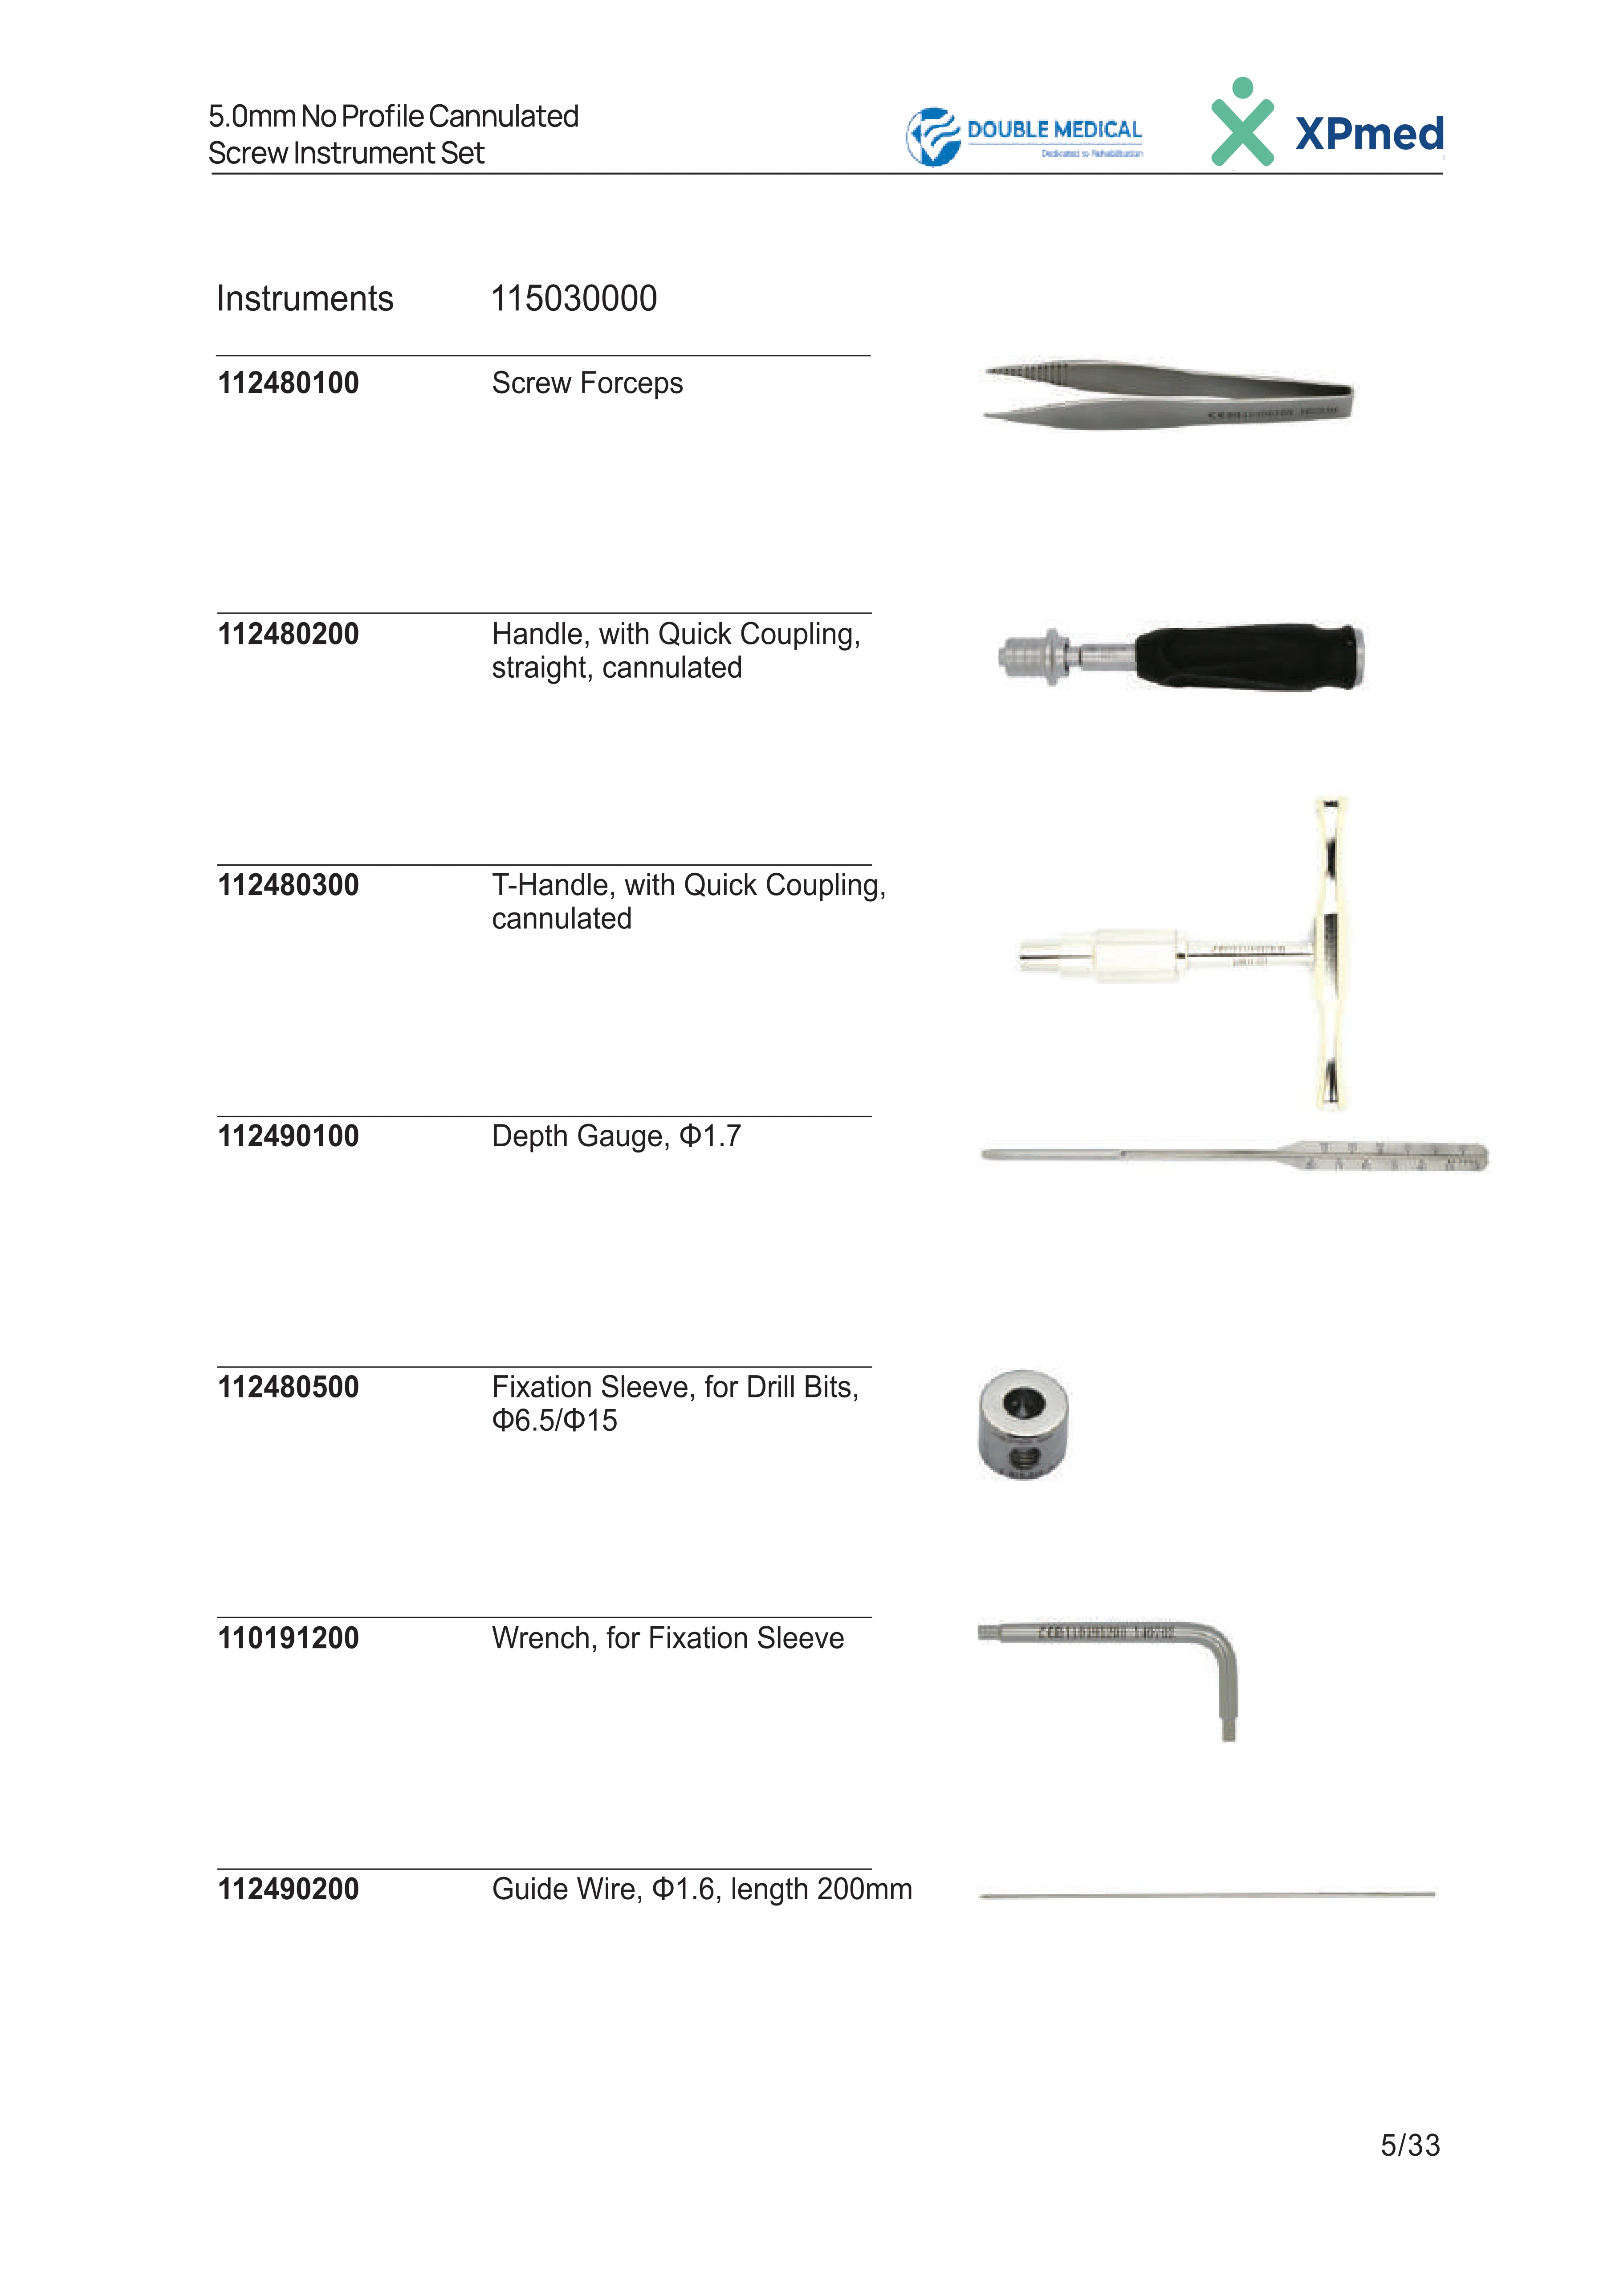 5.0mm No Profile Cannulated
Screw Instrument Set
DOUBLE MEDICAL
Dedicated to Rehabilitation
XPmed
Instruments 115030000
112480100 Screw Forceps
112480200 Handle, with Quick Coupling,
straight, cannulated
112480300 T-Handle, with Quick Coupling,
cannulated
112490100 Depth Gauge, Φ1.7
112480500 Fixation Sleeve, for Drill Bits,
Φ6.5/Φ15
110191200 Wrench, for Fixation Sleeve
112490200 Guide Wire, Φ1.6, length 200mm
5/33